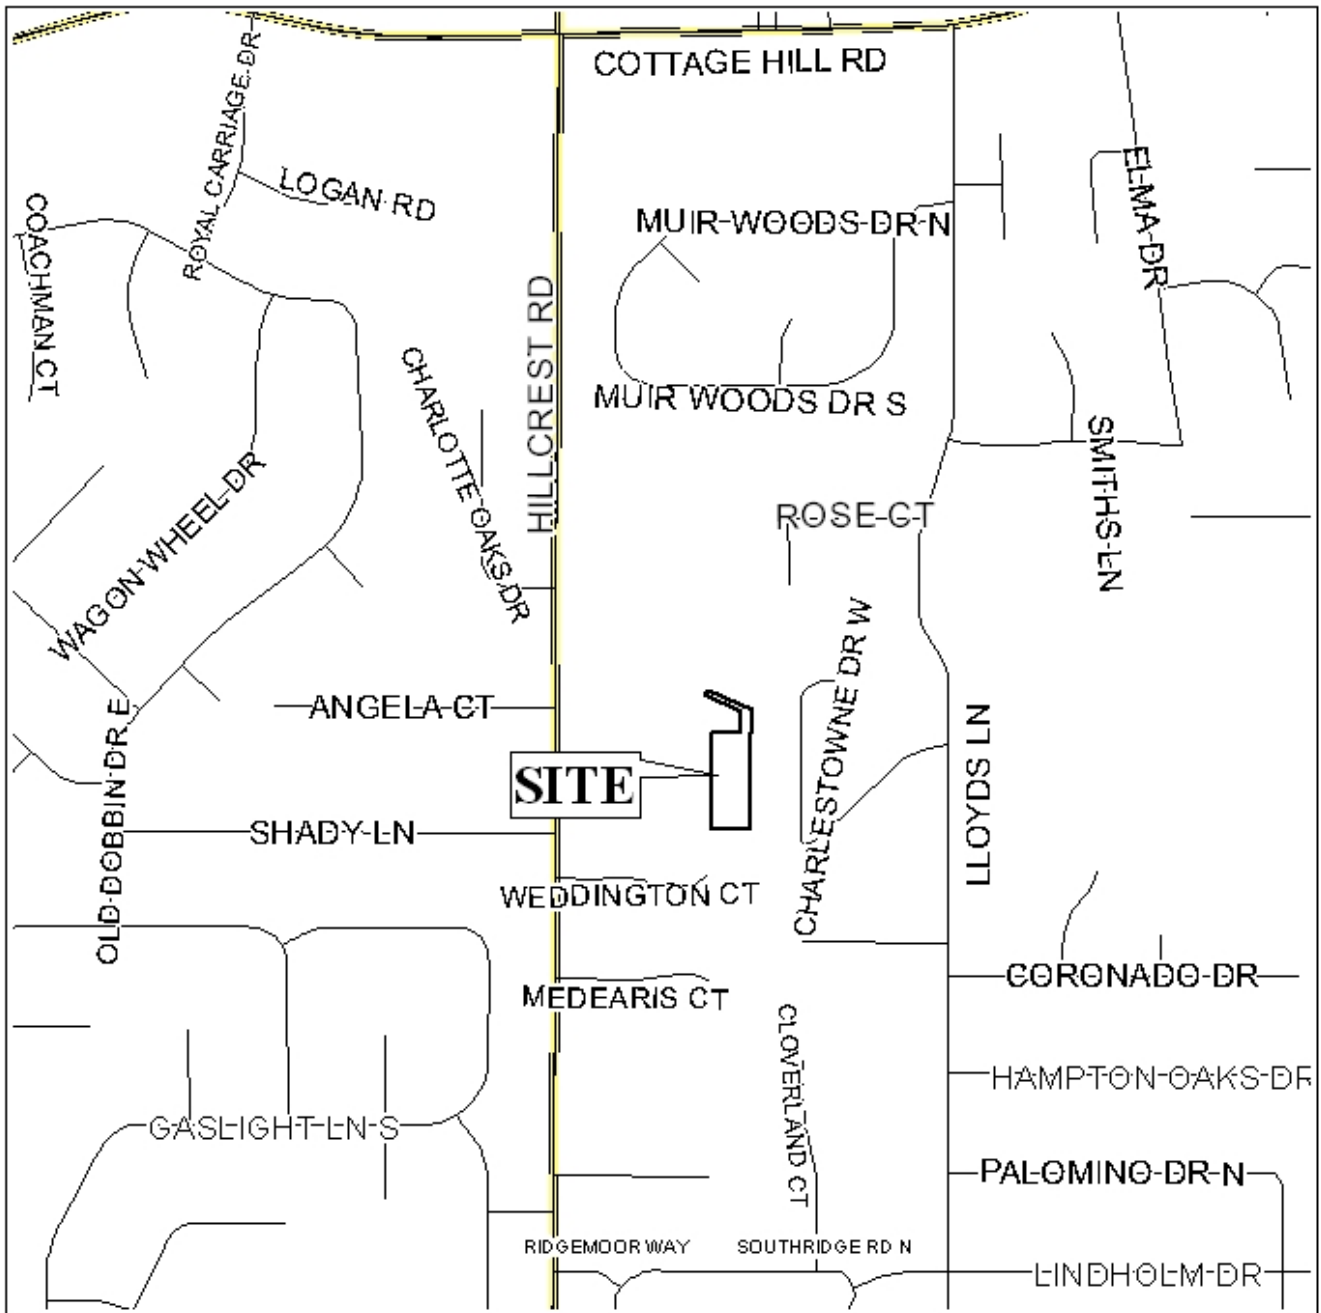 COTTAGE HILL RD
ROYAL CARRIAGE DR
LOGAN RD
COACHMAN CT
MUIR WOODS DR N
ELMA DR
HILLCREST RD
CHARLOTTE OAKS DR
MUIR WOODS DR S
SMITHS LN
WAGON WHEEL DR
ROSE CT
CHARLESTOWNE DR W
ANGELA CT
OLD DOBBIN DR E
LLOYDS LN
SITE
SHADY LN
WEDDINGTON CT
CORONADO DR
MEDEARIS CT
CLOVERLAND CT
HAMPTON OAKS DR
GASLIGHT LN S
PALOMINO DR N
RIDGEMOOR WAY
SOUTHRIDGE RD N
LINDHOLM DR